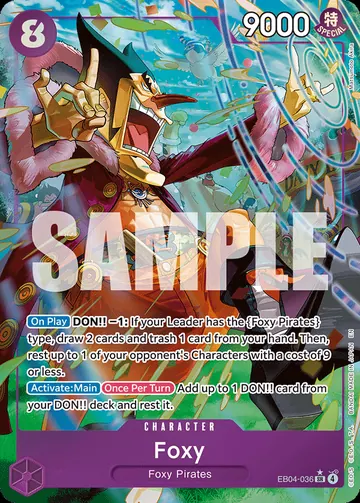 8
9000
特
SPECIAL
SAMPLE
On Play DON!! −1: If your Leader has the {Foxy Pirates}
type, draw 2 cards and trash 1 card from your hand. Then,
rest up to 1 of your opponent's Characters with a cost of 9
or less.
Activate:Main Once Per Turn Add up to 1 DON!! card from
your DON!! deck and rest it.
CHARACTER
Foxy
Foxy Pirates
EB04-036 SR 4